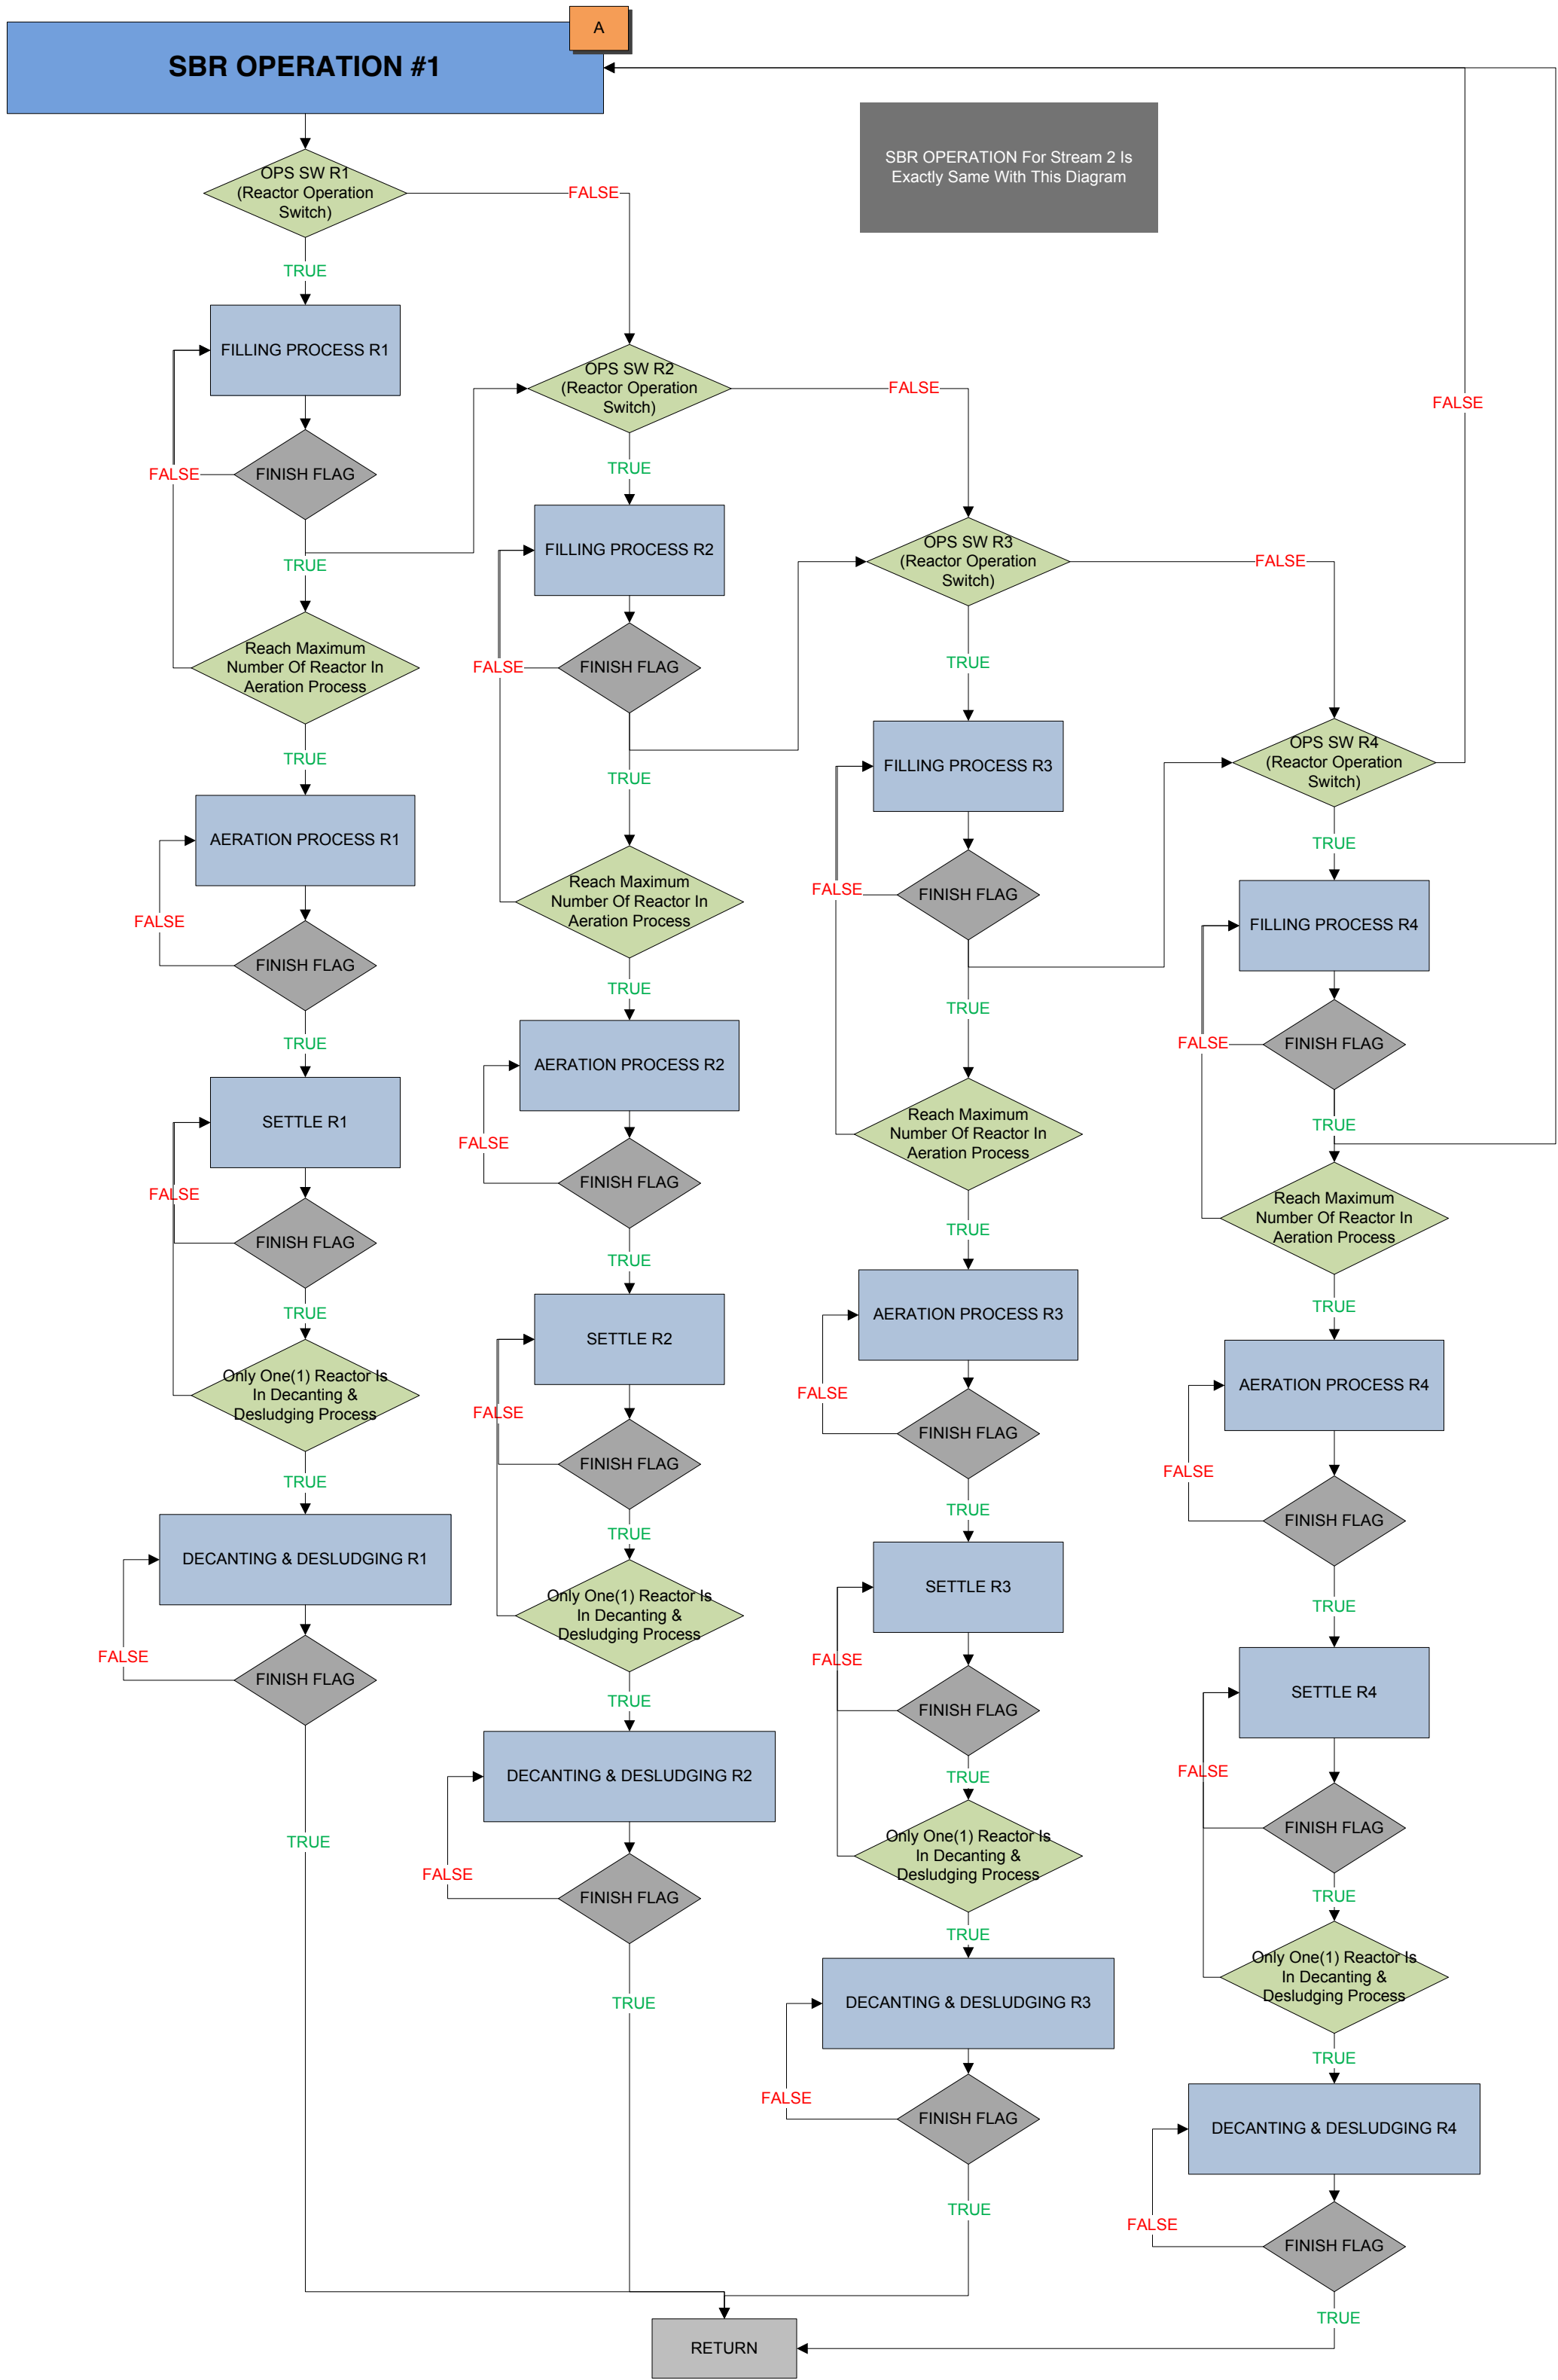 A
SBR OPERATION #1
SBR OPERATION For Stream 2 Is
Exactly Same With This Diagram
OPS SW R1
(Reactor Operation
Switch)
FALSE
TRUE
FILLING PROCESS R1
FINISH FLAG
FALSE
TRUE
Reach Maximum
Number Of Reactor In
Aeration Process
TRUE
AERATION PROCESS R1
FALSE
FINISH FLAG
TRUE
SETTLE R1
FALSE
FINISH FLAG
TRUE
Only One(1) Reactor Is
In Decanting &
Desludging Process
TRUE
DECANTING & DESLUDGING R1
FALSE
FINISH FLAG
TRUE
OPS SW R2
(Reactor Operation
Switch)
FALSE
TRUE
FILLING PROCESS R2
FALSE
FINISH FLAG
TRUE
Reach Maximum
Number Of Reactor In
Aeration Process
TRUE
AERATION PROCESS R2
FALSE
FINISH FLAG
TRUE
SETTLE R2
FALSE
FINISH FLAG
TRUE
Only One(1) Reactor Is
In Decanting &
Desludging Process
TRUE
DECANTING & DESLUDGING R2
FALSE
FINISH FLAG
TRUE
OPS SW R3
(Reactor Operation
Switch)
FALSE
TRUE
FILLING PROCESS R3
FALSE
FINISH FLAG
TRUE
Reach Maximum
Number Of Reactor In
Aeration Process
TRUE
AERATION PROCESS R3
FALSE
FINISH FLAG
TRUE
SETTLE R3
FALSE
FINISH FLAG
TRUE
Only One(1) Reactor Is
In Decanting &
Desludging Process
TRUE
DECANTING & DESLUDGING R3
FALSE
FINISH FLAG
TRUE
FALSE
OPS SW R4
(Reactor Operation
Switch)
TRUE
FILLING PROCESS R4
FALSE
FINISH FLAG
TRUE
Reach Maximum
Number Of Reactor In
Aeration Process
TRUE
AERATION PROCESS R4
FALSE
FINISH FLAG
TRUE
SETTLE R4
FALSE
FINISH FLAG
TRUE
Only One(1) Reactor Is
In Decanting &
Desludging Process
TRUE
DECANTING & DESLUDGING R4
FALSE
FINISH FLAG
TRUE
RETURN